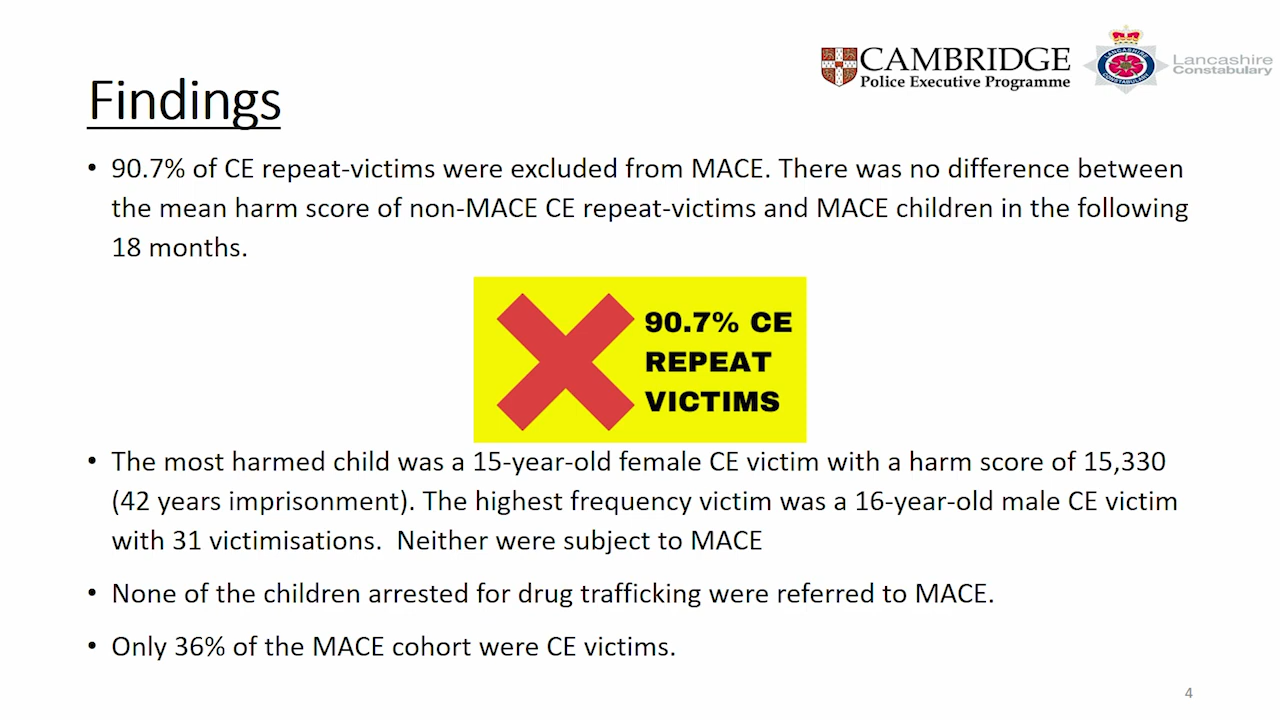 CAMBRIDGE
Police Executive Programme
LANCASHIRE
CONSTABULARY
Lancashire
Constabulary
Findings
• 90.7% of CE repeat-victims were excluded from MACE. There was no difference between
the mean harm score of non-MACE CE repeat-victims and MACE children in the following
18 months.
90.7% CE
REPEAT
VICTIMS
• The most harmed child was a 15-year-old female CE victim with a harm score of 15,330
(42 years imprisonment). The highest frequency victim was a 16-year-old male CE victim
with 31 victimisations.  Neither were subject to MACE
• None of the children arrested for drug trafficking were referred to MACE.
• Only 36% of the MACE cohort were CE victims.
4